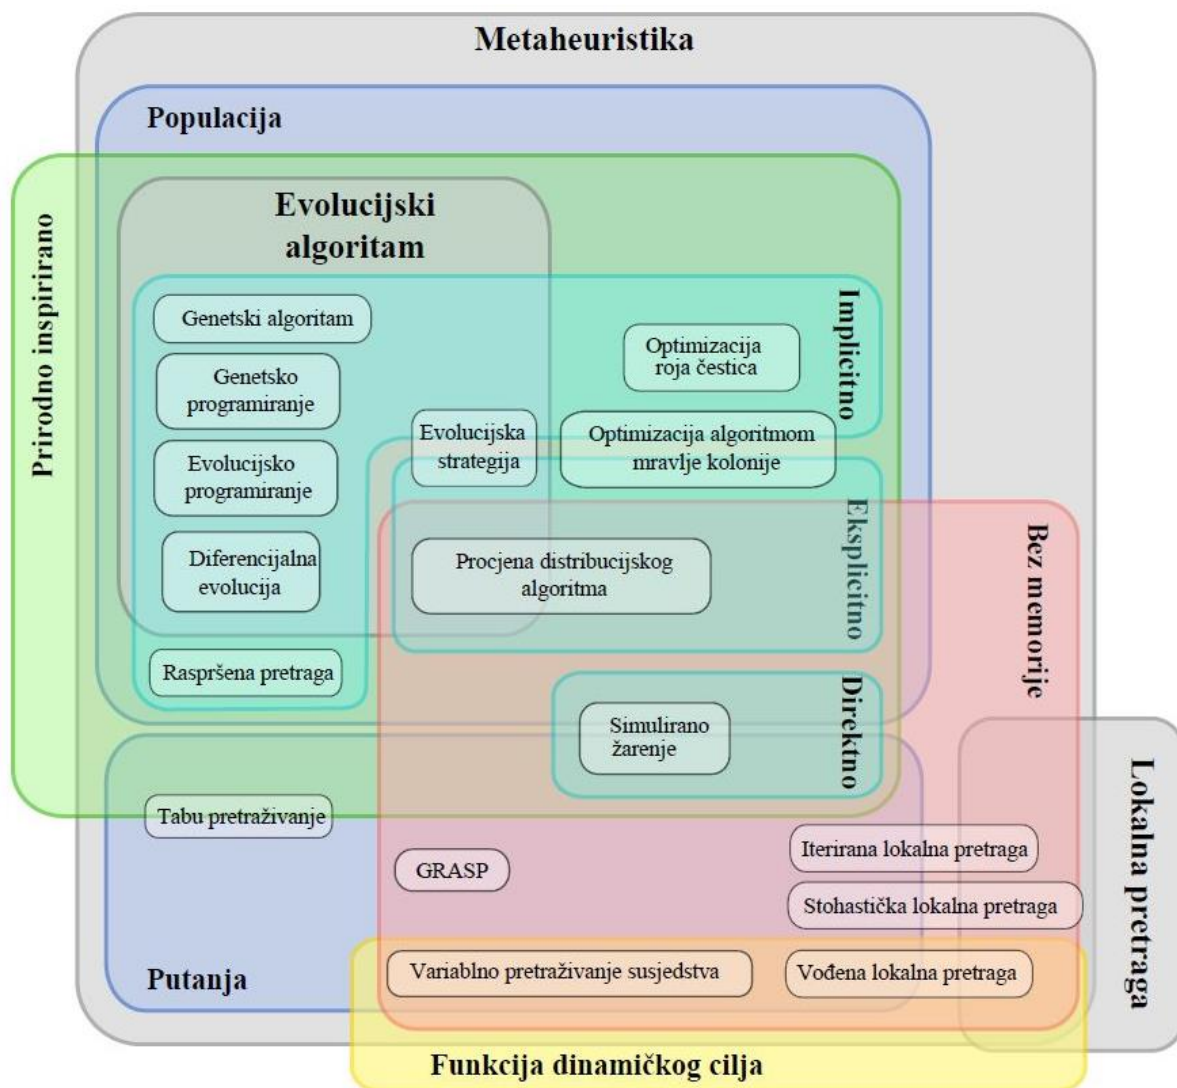 Metaheuristika
Populacija
Prirodno inspirirano
Evolucijski
algoritam
Implicitno
Genetski algoritam
Optimizacija
roja čestica
Genetsko
programiranje
Evolucijska
strategija
Optimizacija algoritmom
mravlje kolonije
Evolucijsko
programiranje
Eksplicitno
Bez memorije
Diferencijalna
evolucija
Procjena distribucijskog
algoritma
Raspršena pretraga
Direktno
Simulirano
žarenje
Lokalna pretraga
Tabu pretraživanje
GRASP
Iterirana lokalna pretraga
Stohastička lokalna pretraga
Putanja
Variablno pretraživanje susjedstva
Vođena lokalna pretraga
Funkcija dinamičkog cilja